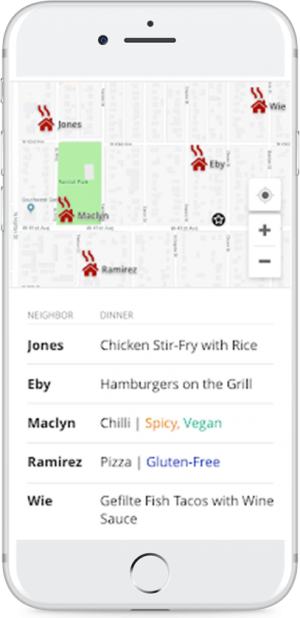 Wie
Jones
Eby
Maclyn
Ramirez
NEIGHBOR DINNER
Jones Chicken Stir-Fry with Rice
Eby Hamburgers on the Grill
Maclyn Chilli | Spicy, Vegan
Ramirez Pizza | Gluten-Free
Wie Gefilte Fish Tacos with Wine
Sauce